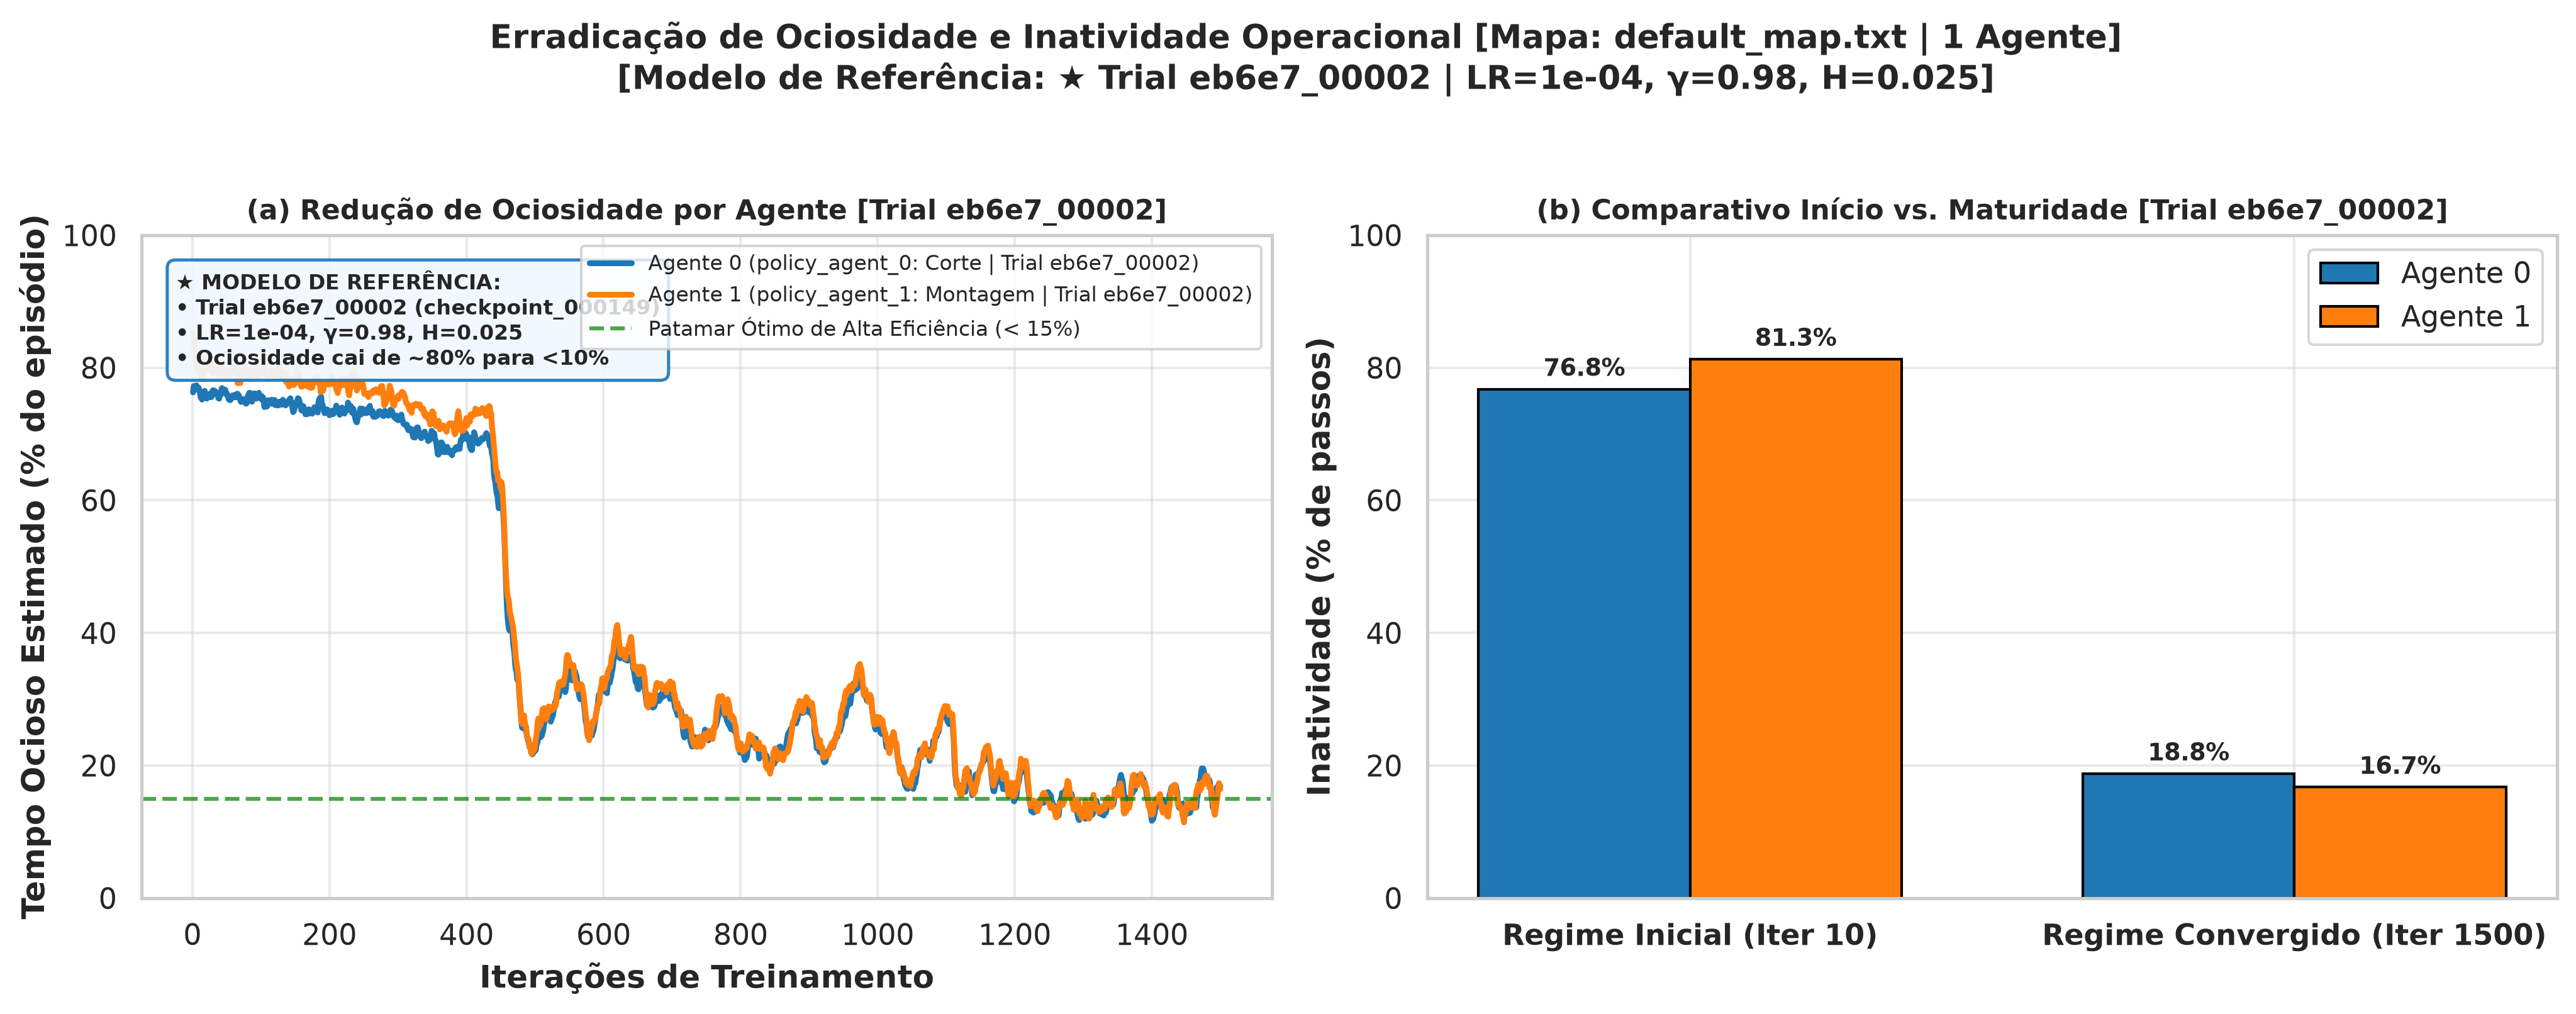 Erradicação de Ociosidade e Inatividade Operacional [Mapa: default_map.txt | 1 Agente]
[Modelo de Referência: ★ Trial eb6e7_00002 | LR=1e-04, γ=0.98, H=0.025]
(a) Redução de Ociosidade por Agente [Trial eb6e7_00002]
Tempo Ocioso Estimado (% do episódio)
100
80
60
40
20
0
★ MODELO DE REFERÊNCIA:
• Trial eb6e7_00002 (checkpoint_000149)
• LR=1e-04, γ=0.98, H=0.025
• Ociosidade cai de ~80% para <10%
Agente 0 (policy_agent_0: Corte | Trial eb6e7_00002)
Agente 1 (policy_agent_1: Montagem | Trial eb6e7_00002)
Patamar Ótimo de Alta Eficiência (< 15%)
0 200 400 600 800 1000 1200 1400
Iterações de Treinamento
(b) Comparativo Início vs. Maturidade [Trial eb6e7_00002]
Inatividade (% de passos)
100
80
60
40
20
0
Agente 0
Agente 1
76.8%
81.3%
18.8%
16.7%
Regime Inicial (Iter 10)
Regime Convergido (Iter 1500)